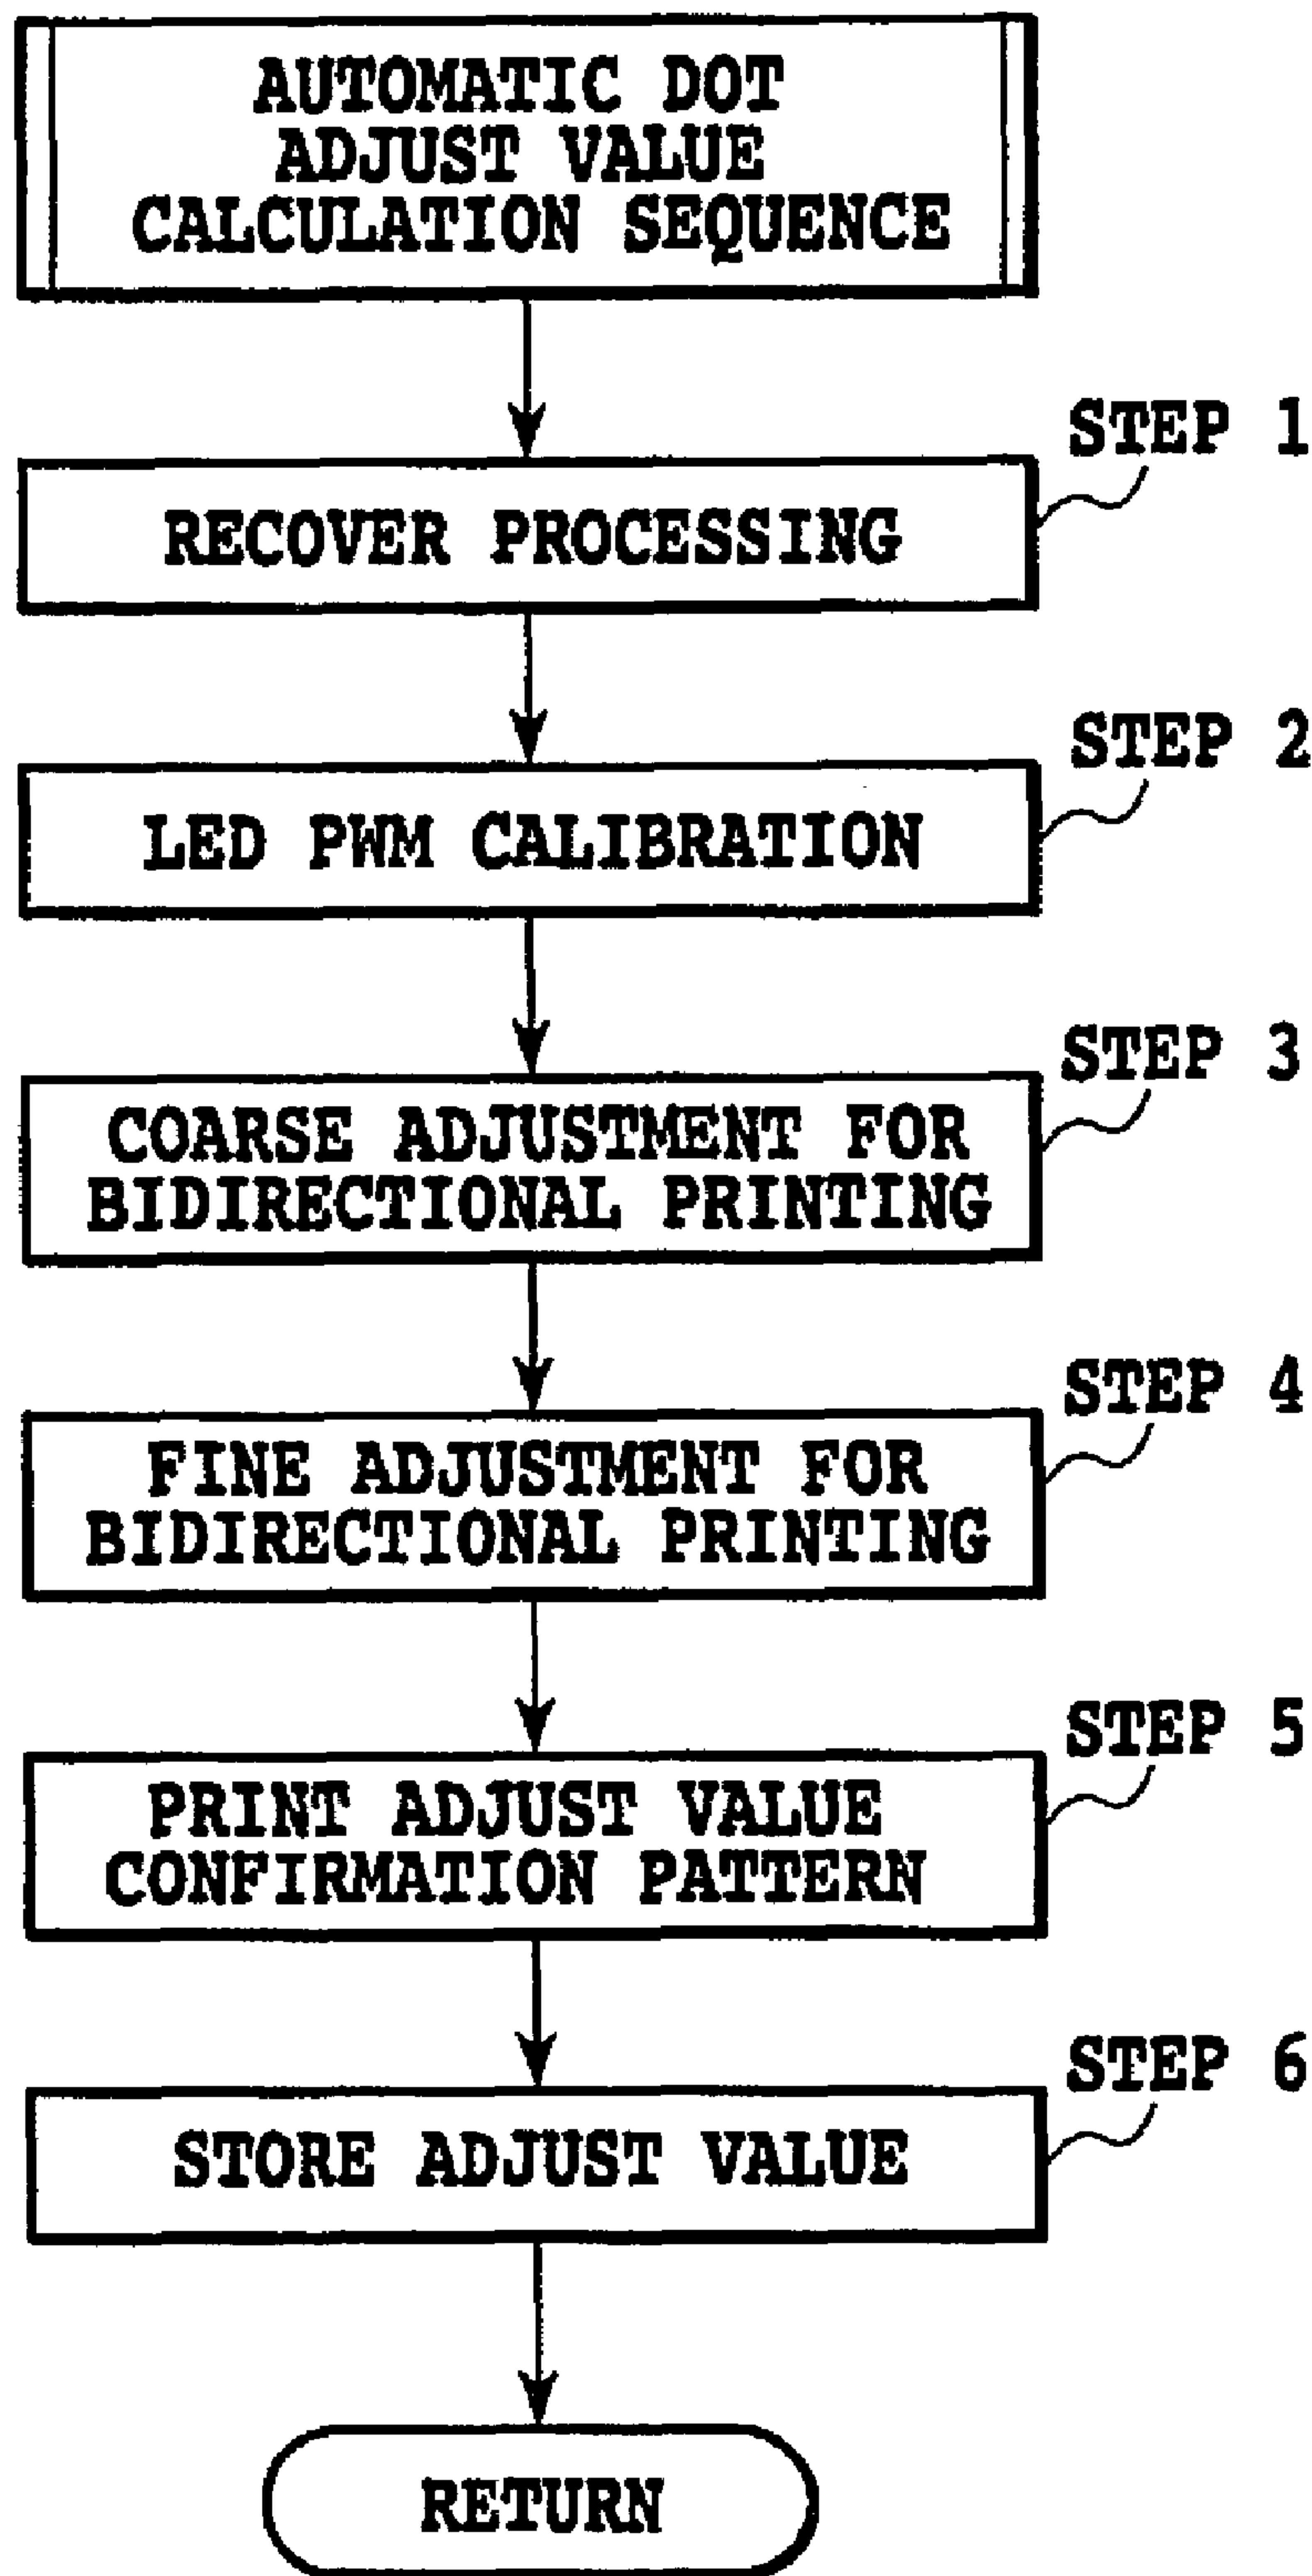 AUTOMATIC DOT
ADJUST VALUE
CALCULATION SEQUENCE
STEP 1
RECOVER PROCESSING
STEP 2
LED PWM CALIBRATION
STEP 3
COARSE ADJUSTMENT FOR
BIDIRECTIONAL PRINTING
STEP 4
FINE ADJUSTMENT FOR
BIDIRECTIONAL PRINTING
STEP 5
PRINT ADJUST VALUE
CONFIRMATION PATTERN
STEP 6
STORE ADJUST VALUE
RETURN